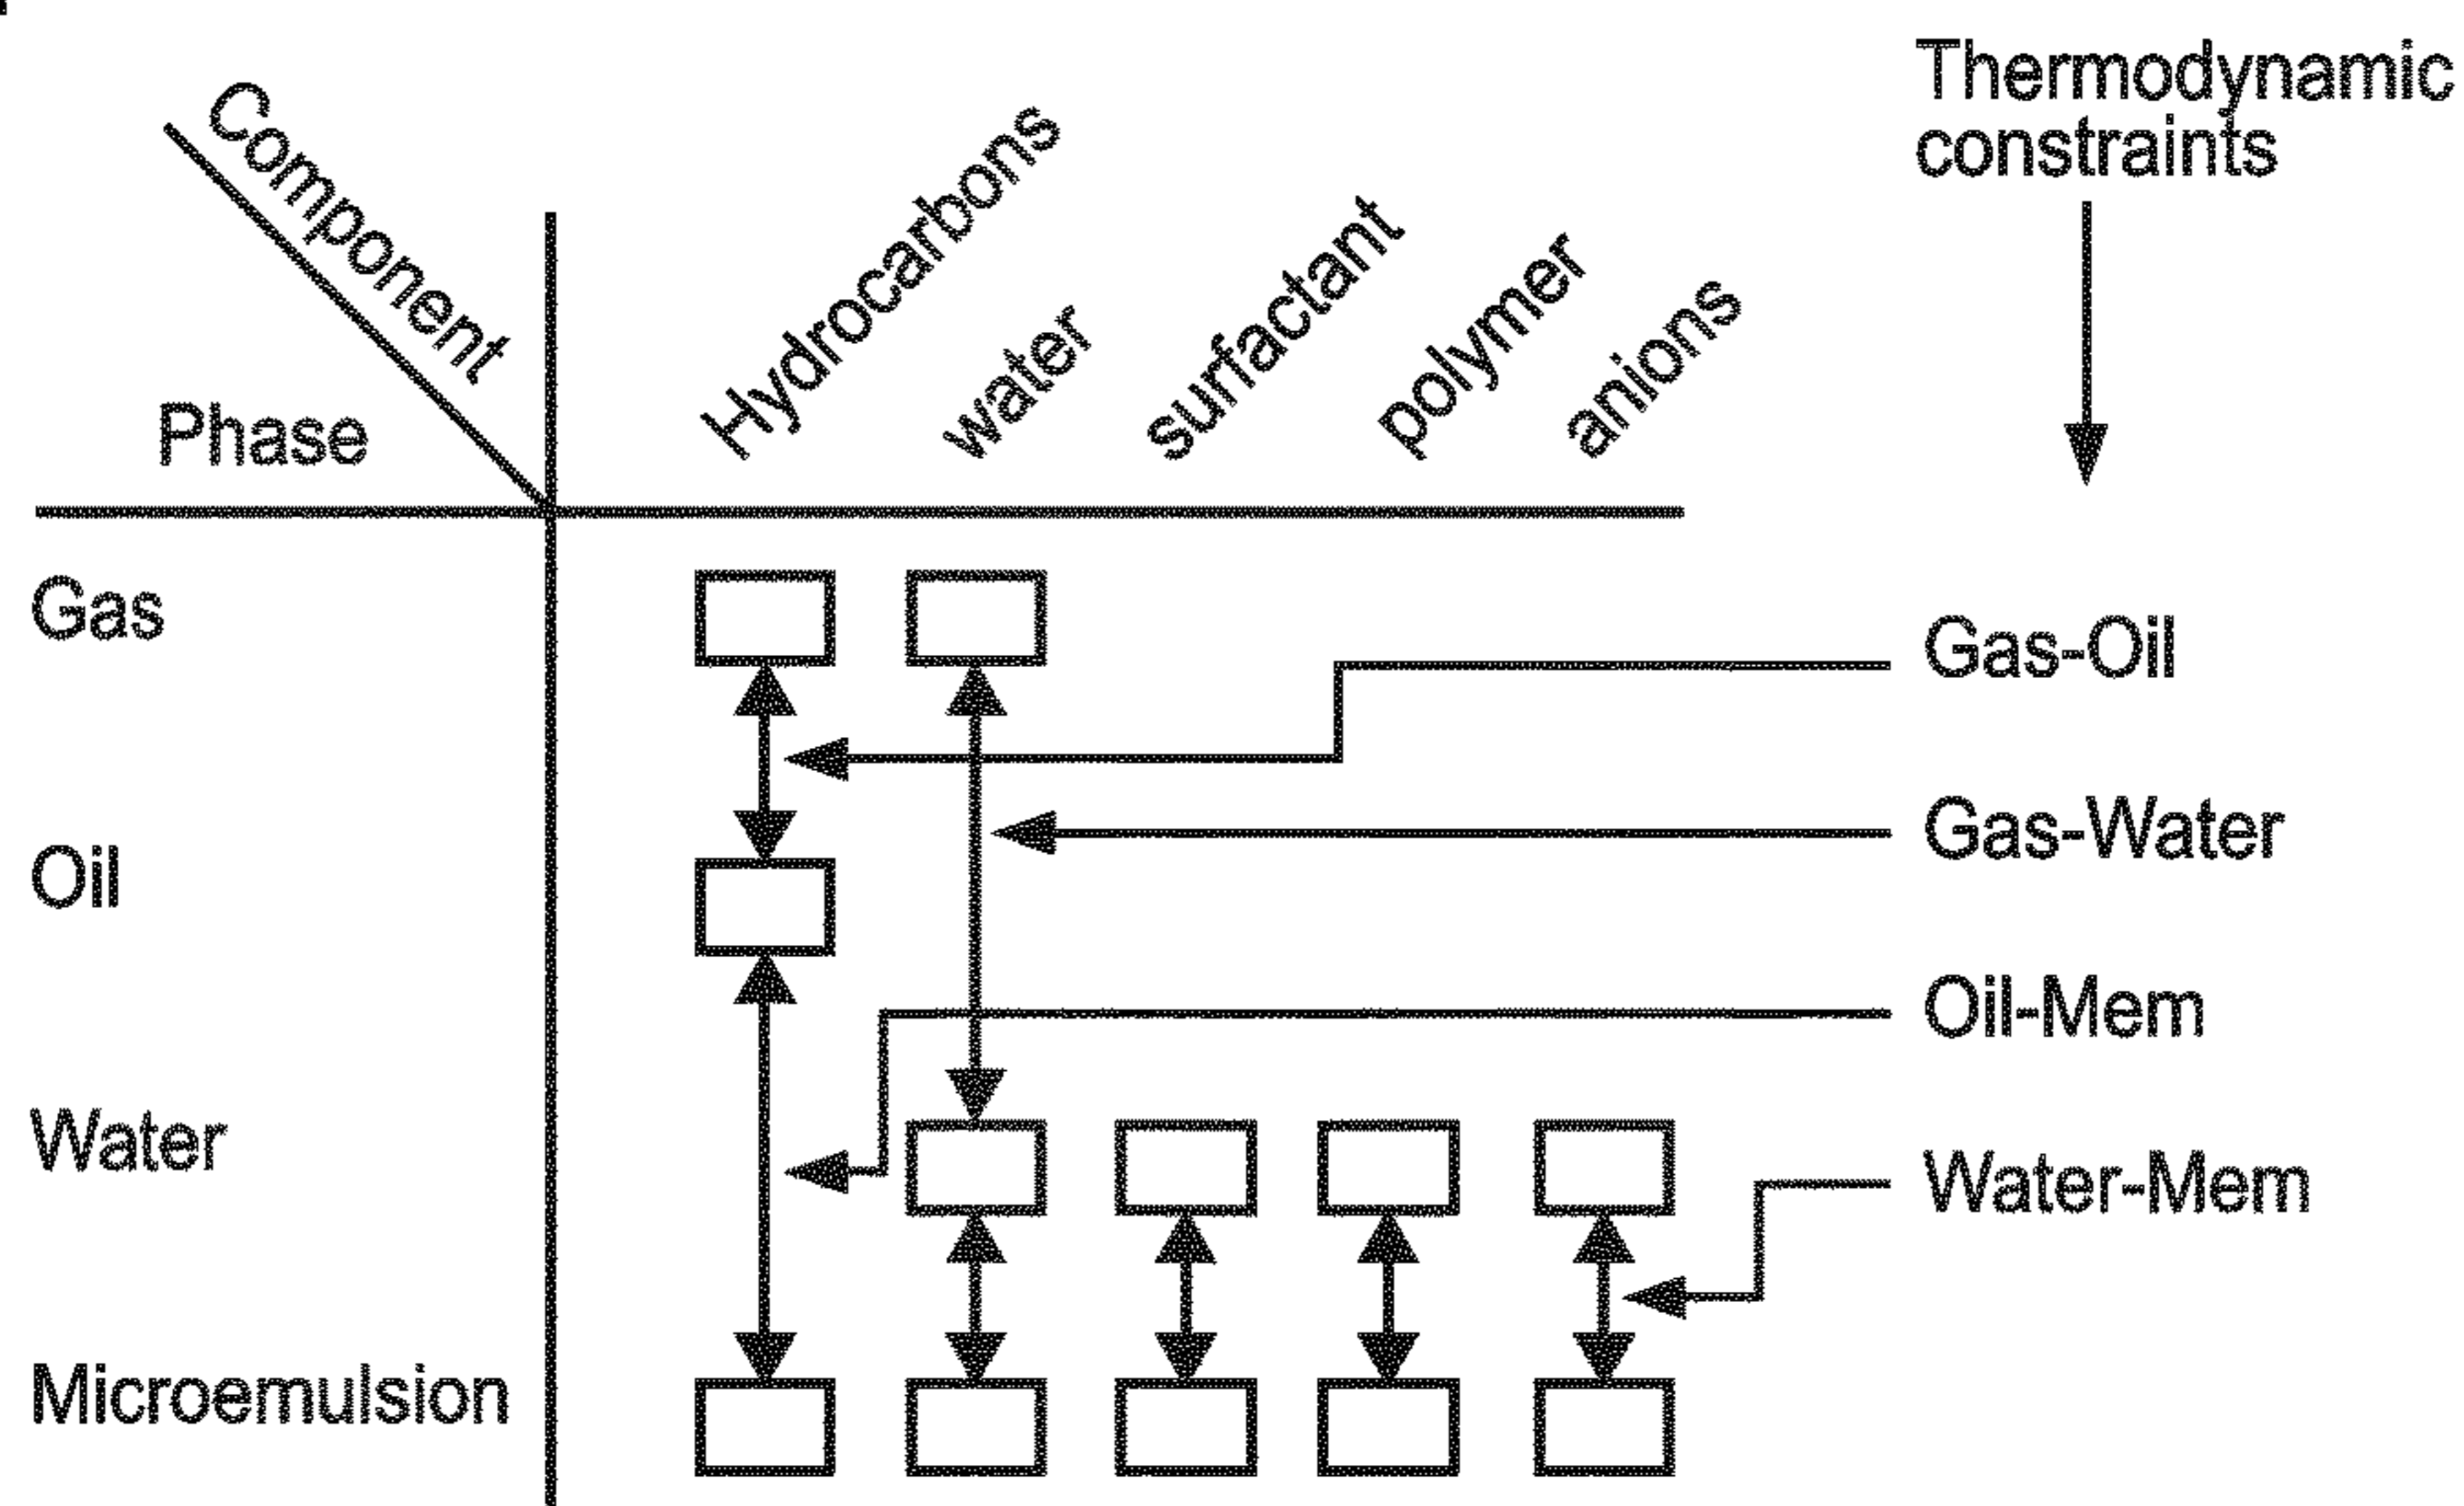 Component
Phase
Hydrocarbons
water
surfactant
polymer
anions
Thermodynamic
constraints
Gas
Oil
Water
Microemulsion
Gas-Oil
Gas-Water
Oil-Mem
Water-Mem